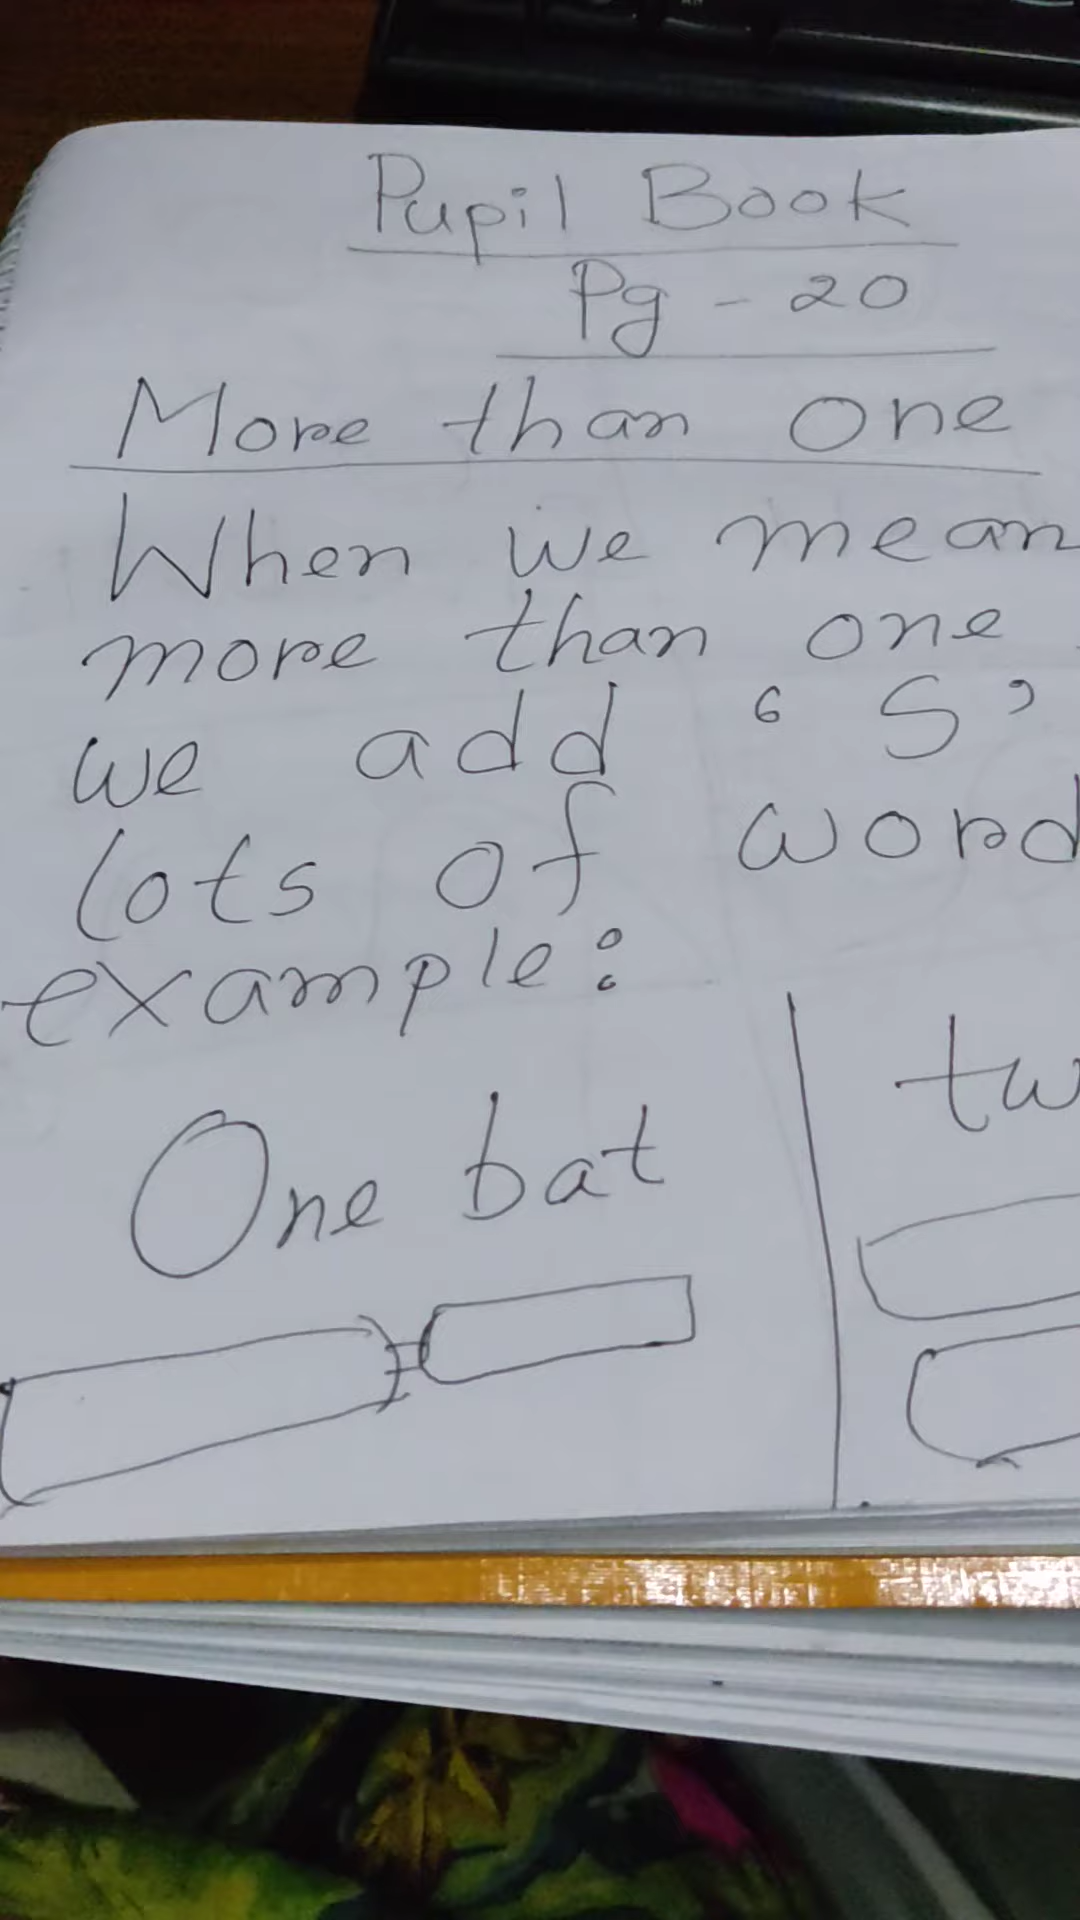 Pupil Book
Pg - 20
More than one
When we mean
more than one
we add ' S '
lots of word
example:
One bat
tw